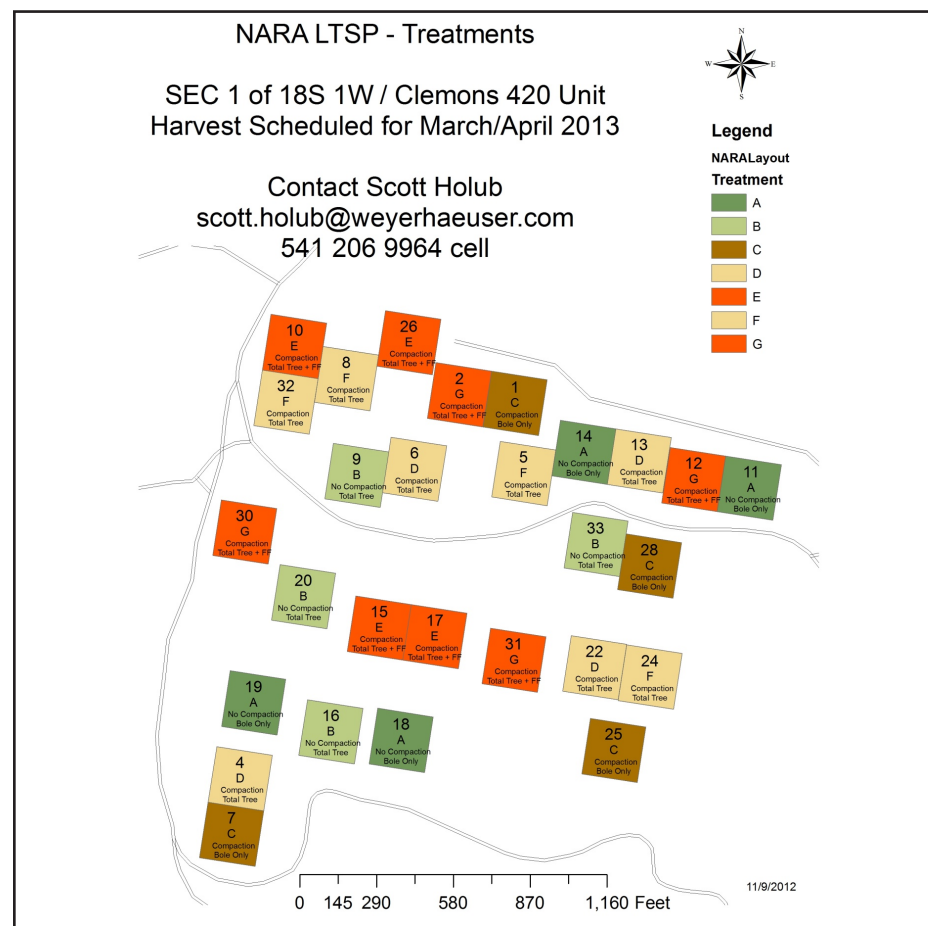 NARA LTSP - Treatments
SEC 1 of 18S 1W / Clemons 420 Unit
Harvest Scheduled for March/April 2013
Contact Scott Holub
scott.holub@weyerhaeuser.com
541 206 9964 cell
N
W
E
S
Legend
NARALayout
Treatment
A
B
C
D
E
F
G
10
E
Compaction
Total Tree + FF
26
E
Compaction
Total Tree + FF
8
F
Compaction
Total Tree
32
F
Compaction
Total Tree
2
G
Compaction
Total Tree + FF
1
C
Compaction
Bole Only
14
A
No Compaction
Bole Only
13
D
Compaction
Total Tree
12
G
Compaction
Total Tree + FF
11
A
No Compaction
Bole Only
9
B
No Compaction
Total Tree
6
D
Compaction
Total Tree
5
F
Compaction
Total Tree
30
G
Compaction
Total Tree + FF
33
B
No Compaction
Total Tree
28
C
Compaction
Bole Only
20
B
No Compaction
Total Tree
15
E
Compaction
Total Tree + FF
17
E
Compaction
Total Tree + FF
31
G
Compaction
Total Tree + FF
22
D
Compaction
Total Tree
24
F
Compaction
Total Tree
19
A
No Compaction
Bole Only
16
B
No Compaction
Total Tree
18
A
No Compaction
Bole Only
25
C
Compaction
Bole Only
4
D
Compaction
Total Tree
7
C
Compaction
Bole Only
11/9/2012
0 145 290 580 870 1,160 Feet